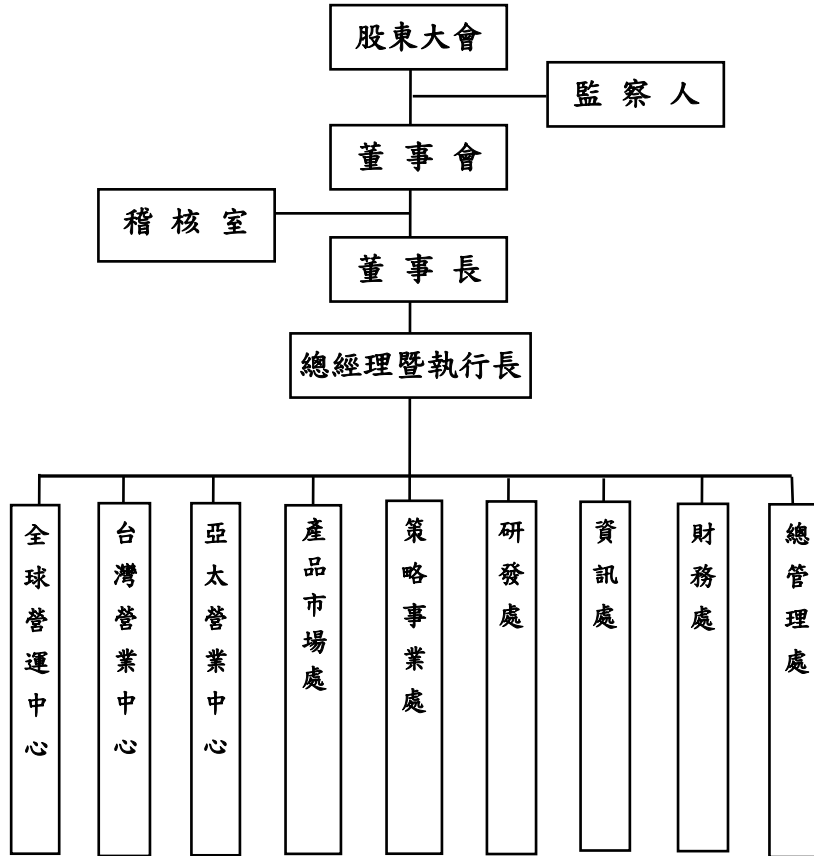 股東大會
監 察 人
董 事 會
稽 核 室
董 事 長
總經理暨執行長
全球營運中心
台灣營業中心
亞太營業中心
產品市場處
策略事業處
研發處
資訊處
財務處
總管理處